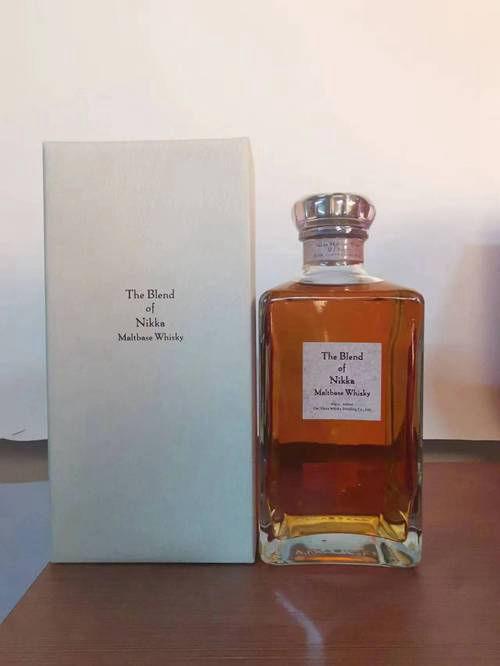 The Blend
of
Nikka
Maltbase Whisky
The Blend
of
Nikka
Maltbase Whisky